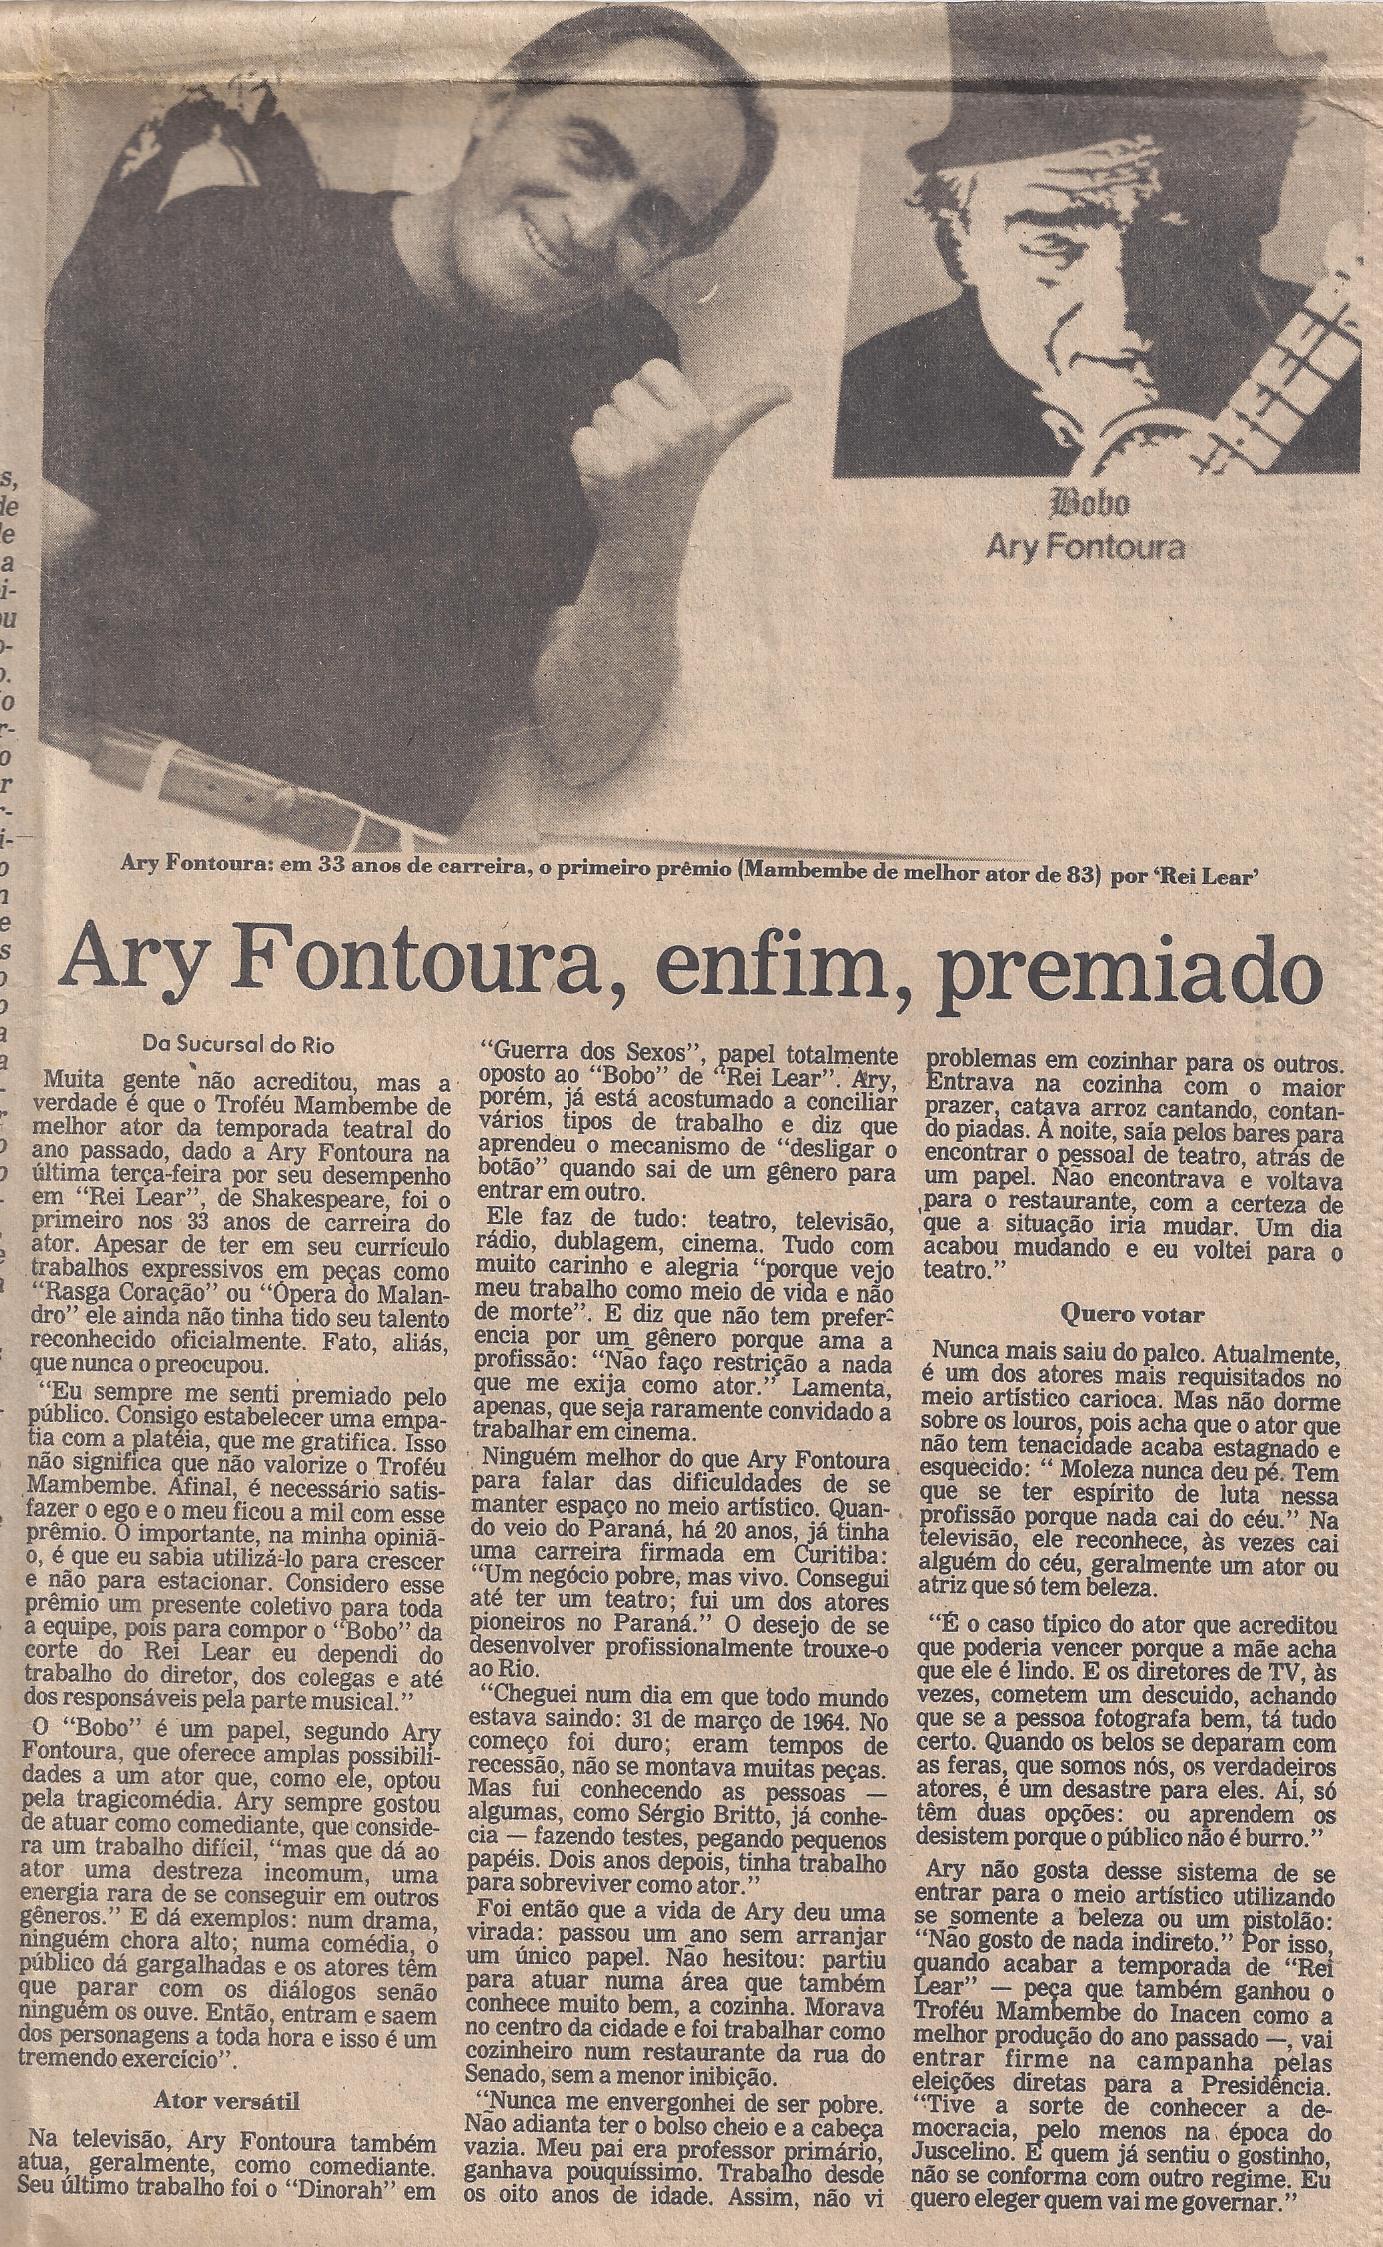 Bobo
Ary Fontoura
Ary Fontoura: em 33 anos de carreira, o primeiro prêmio (Mambembe de melhor ator de 83) por ‘Rei Lear’
Ary Fontoura, enfim, premiado
Da Sucursal do Rio
Muita gente não acreditou, mas a
verdade é que o Troféu Mambembe de
melhor ator da temporada teatral do
ano passado, dado a Ary Fontoura na
última terça-feira por seu desempenho
em “Rei Lear”, de Shakespeare, foi o
primeiro nos 33 anos de carreira do
ator. Apesar de ter em seu currículo
trabalhos expressivos em peças como
“Rasga Coração” ou “Ópera do Malan-
dro” ele ainda não tinha tido seu talento
reconhecido oficialmente. Fato, aliás,
que nunca o preocupou.
“Eu sempre me senti premiado pelo
público. Consigo estabelecer uma empa-
tia com a platéia, que me gratifica. Isso
não significa que não valorize o Troféu
Mambembe. Afinal, é necessário satis-
fazer o ego e o meu ficou a mil com esse
prêmio. O importante, na minha opiniã-
o, é que eu sabia utilizá-lo para crescer
e não para estacionar. Considero esse
prêmio um presente coletivo para toda
a equipe, pois para compor o “Bobo” da
corte do Rei Lear eu dependi do
trabalho do diretor, dos colegas e até
dos responsáveis pela parte musical.”
O “Bobo” é um papel, segundo Ary
Fontoura, que oferece amplas possibili-
dades a um ator que, como ele, optou
pela tragicomédia. Ary sempre gostou
de atuar como comediante, que conside-
ra um trabalho difícil, “mas que dá ao
ator uma destreza incomum, uma
energia rara de se conseguir em outros
gêneros.” E dá exemplos: num drama,
ninguém chora alto; numa comédia, o
público dá gargalhadas e os atores têm
que parar com os diálogos senão
ninguém os ouve. Então, entram e saem
dos personagens a toda hora e isso é um
tremendo exercício”.
Ator versátil
Na televisão, Ary Fontoura também
atua, geralmente, como comediante.
Seu último trabalho foi o “Dinorah” em
“Guerra dos Sexos”, papel totalmente
oposto ao “Bobo” de “Rei Lear”. Ary,
porém, já está acostumado a conciliar
vários tipos de trabalho e diz que
aprendeu o mecanismo de “desligar o
botão” quando sai de um gênero para
entrar em outro.
Ele faz de tudo: teatro, televisão,
rádio, dublagem, cinema. Tudo com
muito carinho e alegria “porque vejo
meu trabalho como meio de vida e não
de morte”. E diz que não tem prefer-
encia por um gênero porque ama a
profissão: “Não faço restrição a nada
que me exija como ator.” Lamenta,
apenas, que seja raramente convidado a
trabalhar em cinema.
Ninguém melhor do que Ary Fontoura
para falar das dificuldades de se
manter espaço no meio artístico. Quan-
do veio do Paraná, há 20 anos, já tinha
uma carreira firmada em Curitiba:
“Um negócio pobre, mas vivo. Consegui
até ter um teatro; fui um dos atores
pioneiros no Paraná.” O desejo de se
desenvolver profissionalmente trouxe-o
ao Rio.
“Cheguei num dia em que todo mundo
estava saindo: 31 de março de 1964. No
começo foi duro; eram tempos de
recessão, não se montava muitas peças.
Mas fui conhecendo as pessoas —
algumas, como Sérgio Britto, já conhe-
cia — fazendo testes, pegando pequenos
papéis. Dois anos depois, tinha trabalho
para sobreviver como ator.”
Foi então que a vida de Ary deu uma
virada: passou um ano sem arranjar
um único papel. Não hesitou: partiu
para atuar numa área que também
conhece muito bem, a cozinha. Morava
no centro da cidade e foi trabalhar como
cozinheiro num restaurante da rua do
Senado, sem a menor inibição.
“Nunca me envergonhei de ser pobre.
Não adianta ter o bolso cheio e a cabeça
vazia. Meu pai era professor primário,
ganhava pouquíssimo. Trabalho desde
os oito anos de idade. Assim, não vi
problemas em cozinhar para os outros.
Entrava na cozinha com o maior
prazer, catava arroz cantando, contan-
do piadas. À noite, saía pelos bares para
encontrar o pessoal de teatro, atrás de
um papel. Não encontrava e voltava
para o restaurante, com a certeza de
que a situação iria mudar. Um dia
acabou mudando e eu voltei para o
teatro.”
Quero votar
Nunca mais saiu do palco. Atualmente,
é um dos atores mais requisitados no
meio artístico carioca. Mas não dorme
sobre os louros, pois acha que o ator que
não tem tenacidade acaba estagnado e
esquecido: “ Moleza nunca deu pé. Tem
que se ter espírito de luta nessa
profissão porque nada cai do céu.” Na
televisão, ele reconhece, às vezes cai
alguém do céu, geralmente um ator ou
atriz que só tem beleza.
“É o caso típico do ator que acreditou
que poderia vencer porque a mãe acha
que ele é lindo. E os diretores de TV, às
vezes, cometem um descuido, achando
que se a pessoa fotografa bem, tá tudo
certo. Quando os belos se deparam com
as feras, que somos nós, os verdadeiros
atores, é um desastre para eles. Aí, só
têm duas opções: ou aprendem os
desistem porque o público não é burro.”
Ary não gosta desse sistema de se
entrar para o meio artístico utilizando
se somente a beleza ou um pistolão:
“Não gosto de nada indireto.” Por isso,
quando acabar a temporada de “Rei
Lear” — peça que também ganhou o
Troféu Mambembe do Inacen como a
melhor produção do ano passado —, vai
entrar firme na campanha pelas
eleições diretas para a Presidência.
“Tive a sorte de conhecer a de-
mocracia, pelo menos na época do
Juscelino. E quem já sentiu o gostinho,
não se conforma com outro regime. Eu
quero eleger quem vai me governar.”